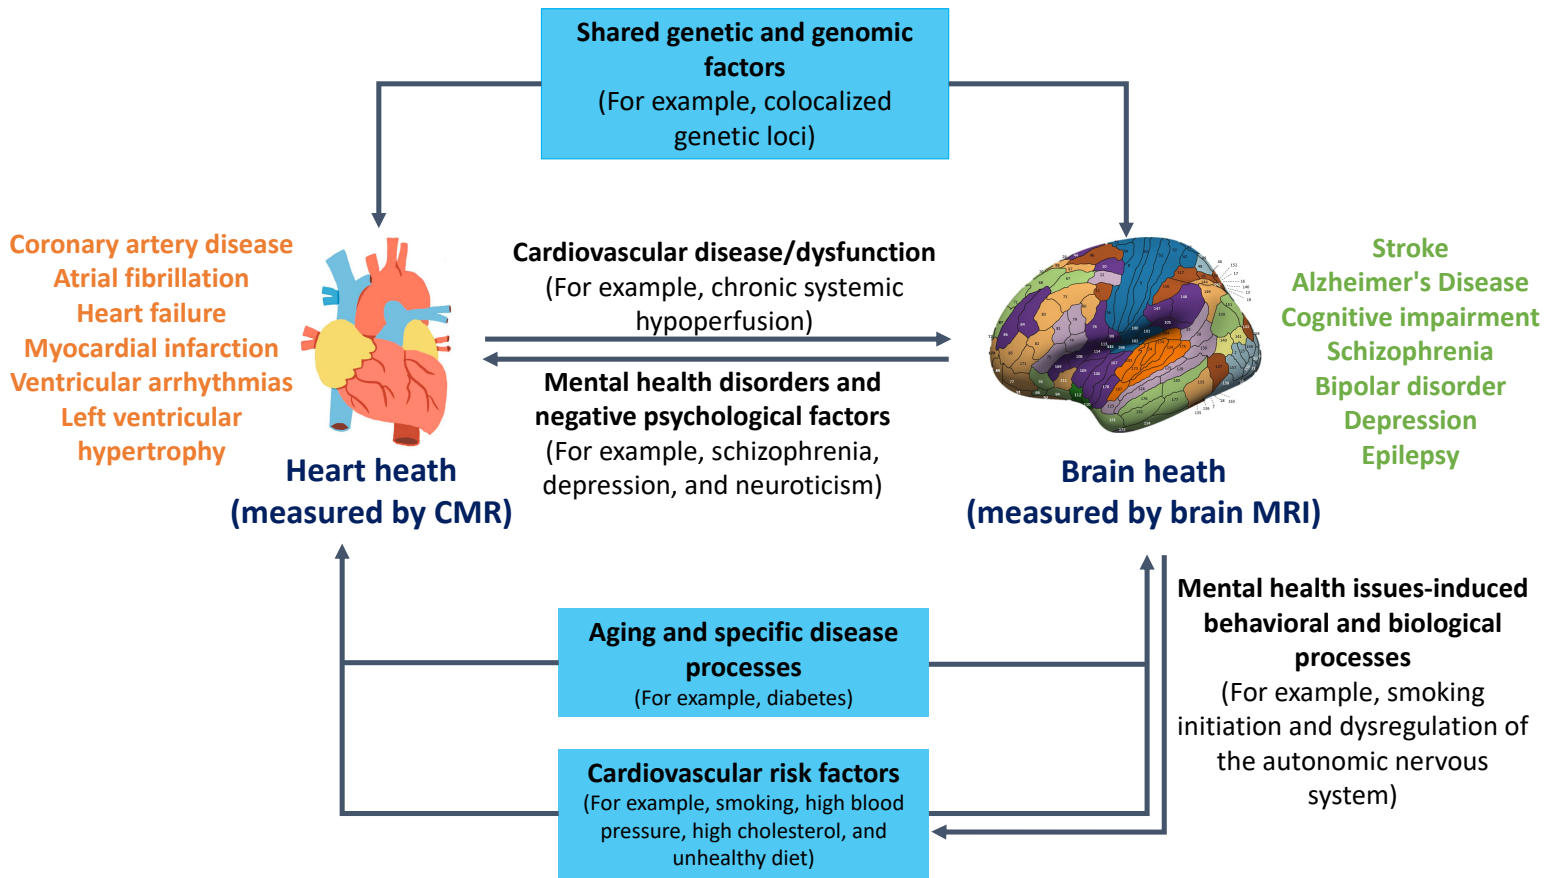 Shared genetic and genomic
factors
(For example, colocalized
genetic loci)
Coronary artery disease
Atrial fibrillation
Heart failure
Myocardial infarction
Ventricular arrhythmias
Left ventricular
hypertrophy
Cardiovascular disease/dysfunction
(For example, chronic systemic
hypoperfusion)
Mental health disorders and
negative psychological factors
(For example, schizophrenia,
depression, and neuroticism)
Stroke
Alzheimer's Disease
Cognitive impairment
Schizophrenia
Bipolar disorder
Depression
Epilepsy
Heart heath
(measured by CMR)
Brain heath
(measured by brain MRI)
Mental health issues-induced
behavioral and biological
processes
(For example, smoking
initiation and dysregulation of
the autonomic nervous
system)
Aging and specific disease
processes
(For example, diabetes)
Cardiovascular risk factors
(For example, smoking, high blood
pressure, high cholesterol, and
unhealthy diet)